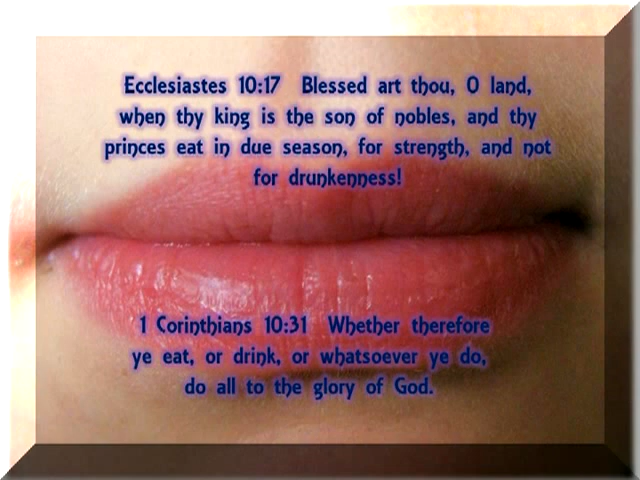 Ecclesiastes 10:17 Blessed art thou, O land,
when thy king is the son of nobles, and thy
princes eat in due season, for strength, and not
for drunkenness!
1 Corinthians 10:31 Whether therefore
ye eat, or drink, or whatsoever ye do,
do all to the glory of God.